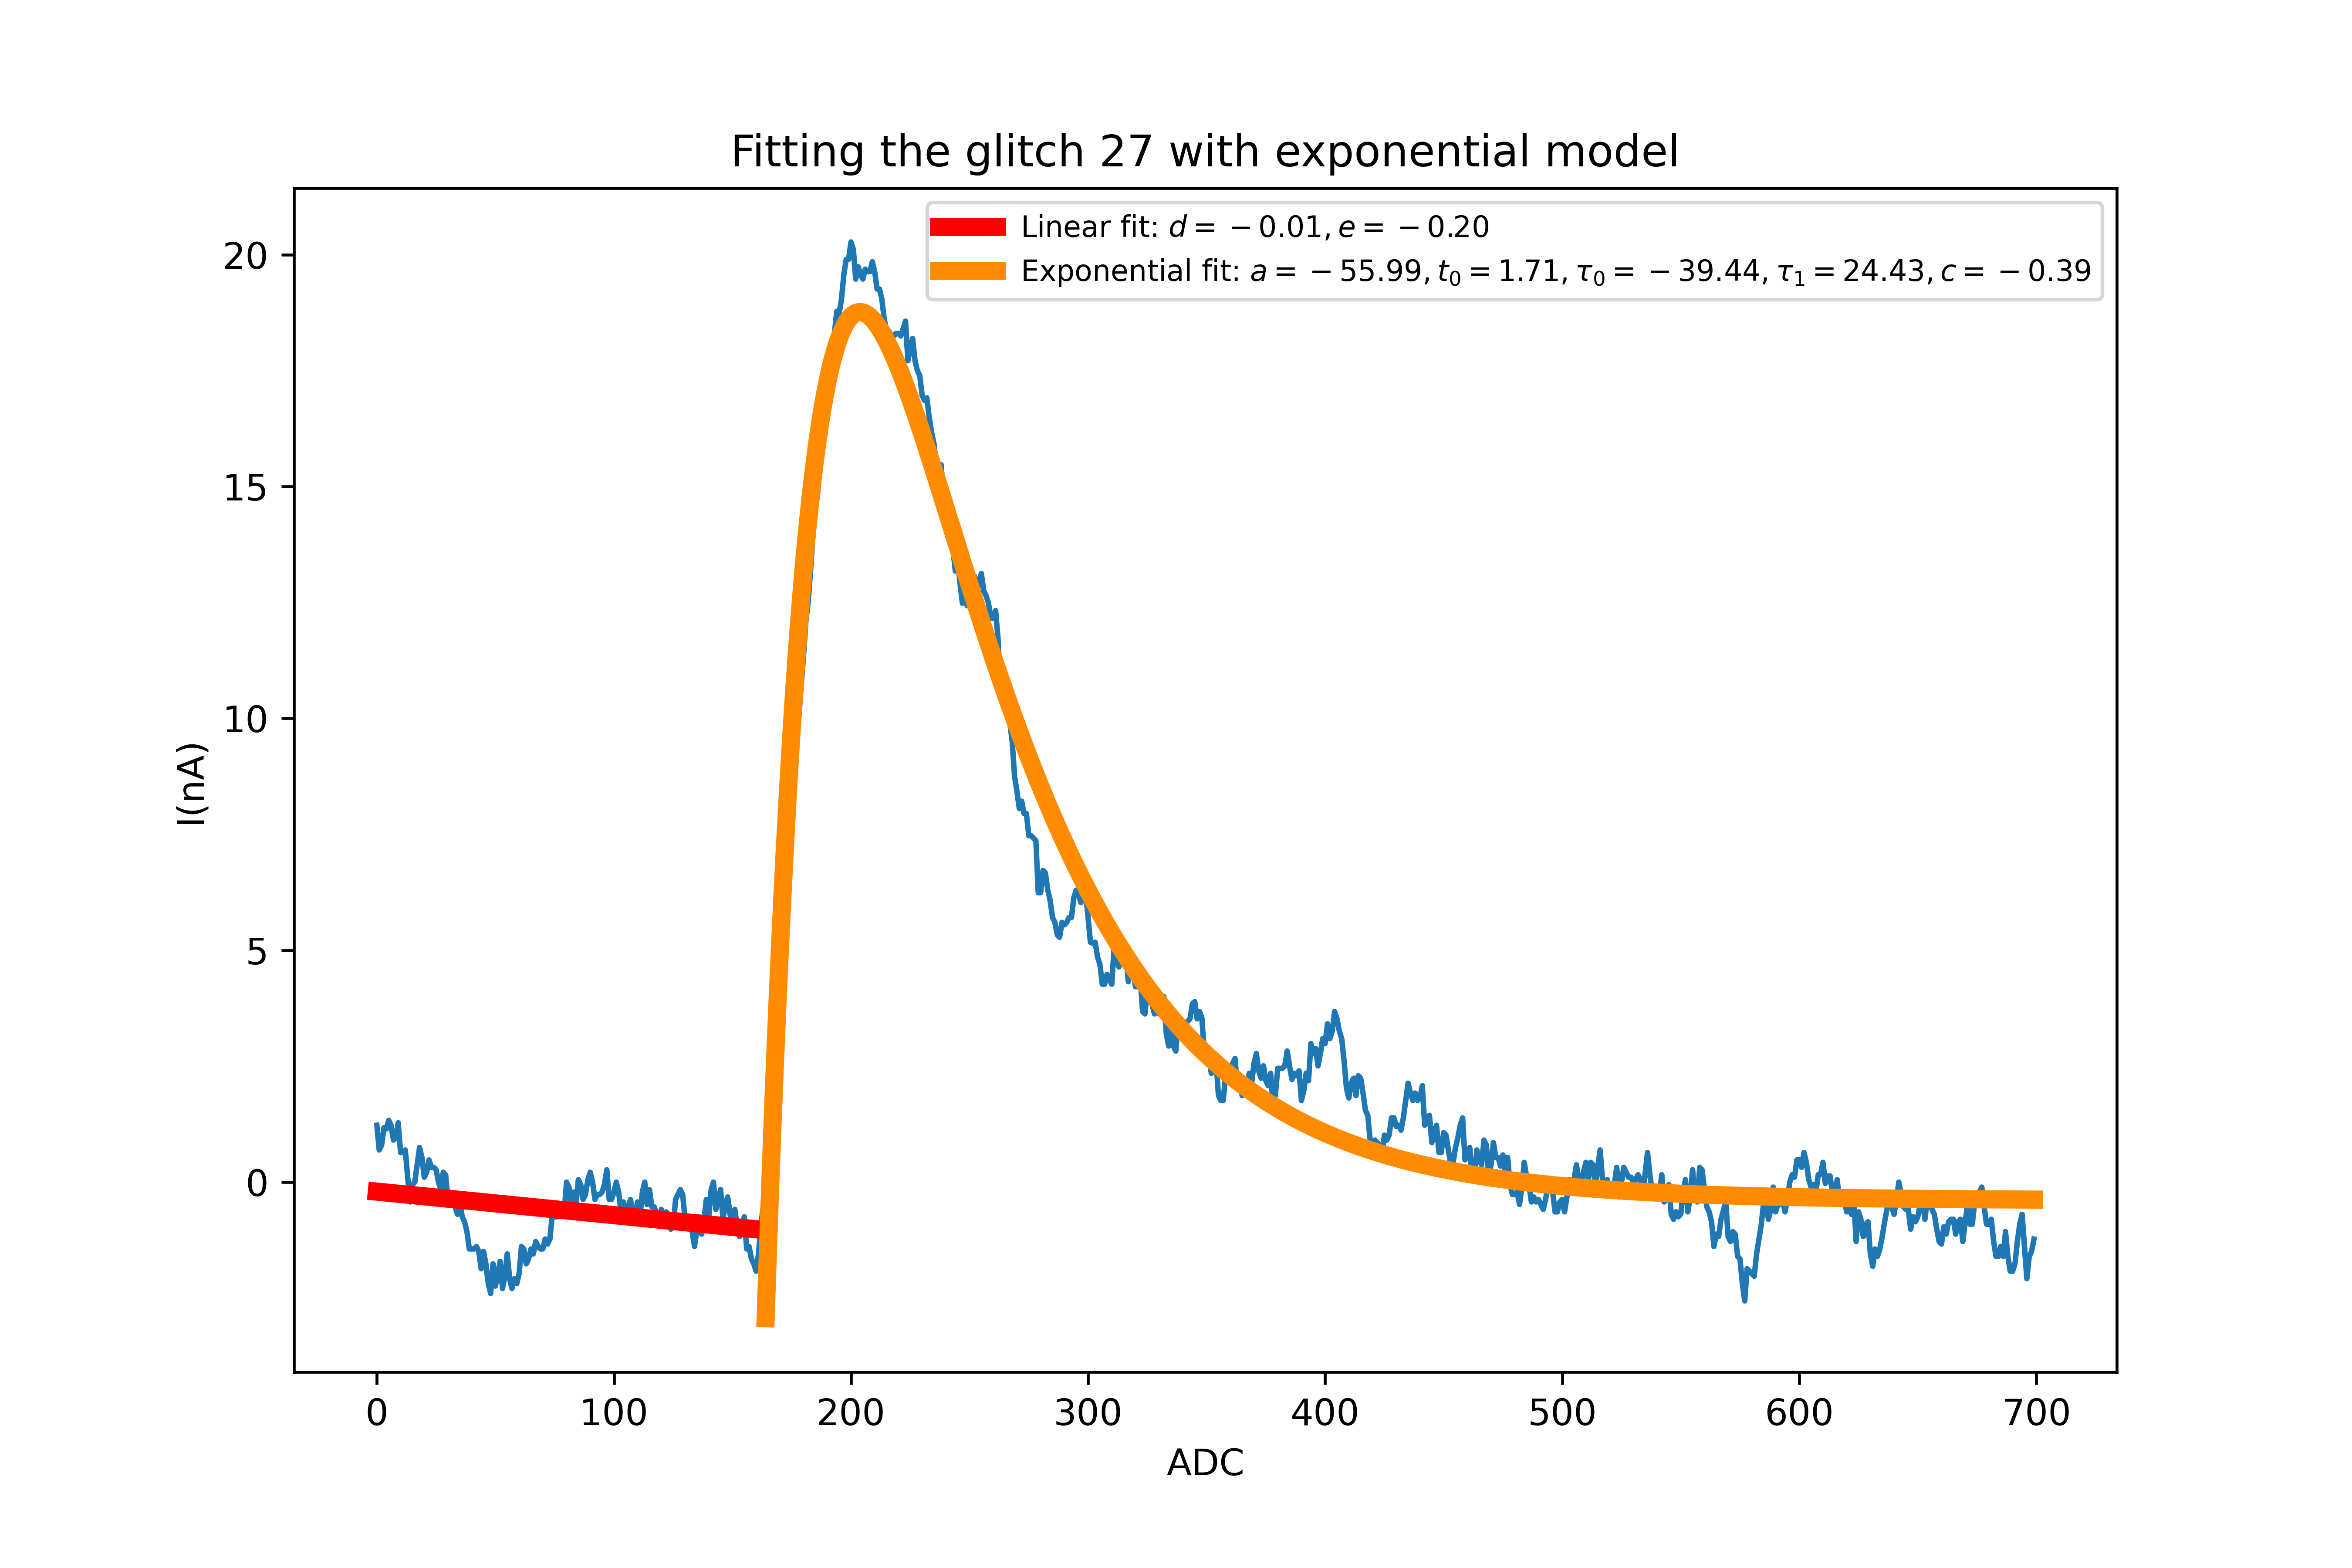 Fitting the glitch 27 with exponential model
Linear fit: d = −0.01, e = −0.20
Exponential fit: a = −55.99, t₀ = 1.71, τ₀ = −39.44, τ₁ = 24.43, c = −0.39
20
15
10
5
0
I(nA)
0 100 200 300 400 500 600 700
ADC